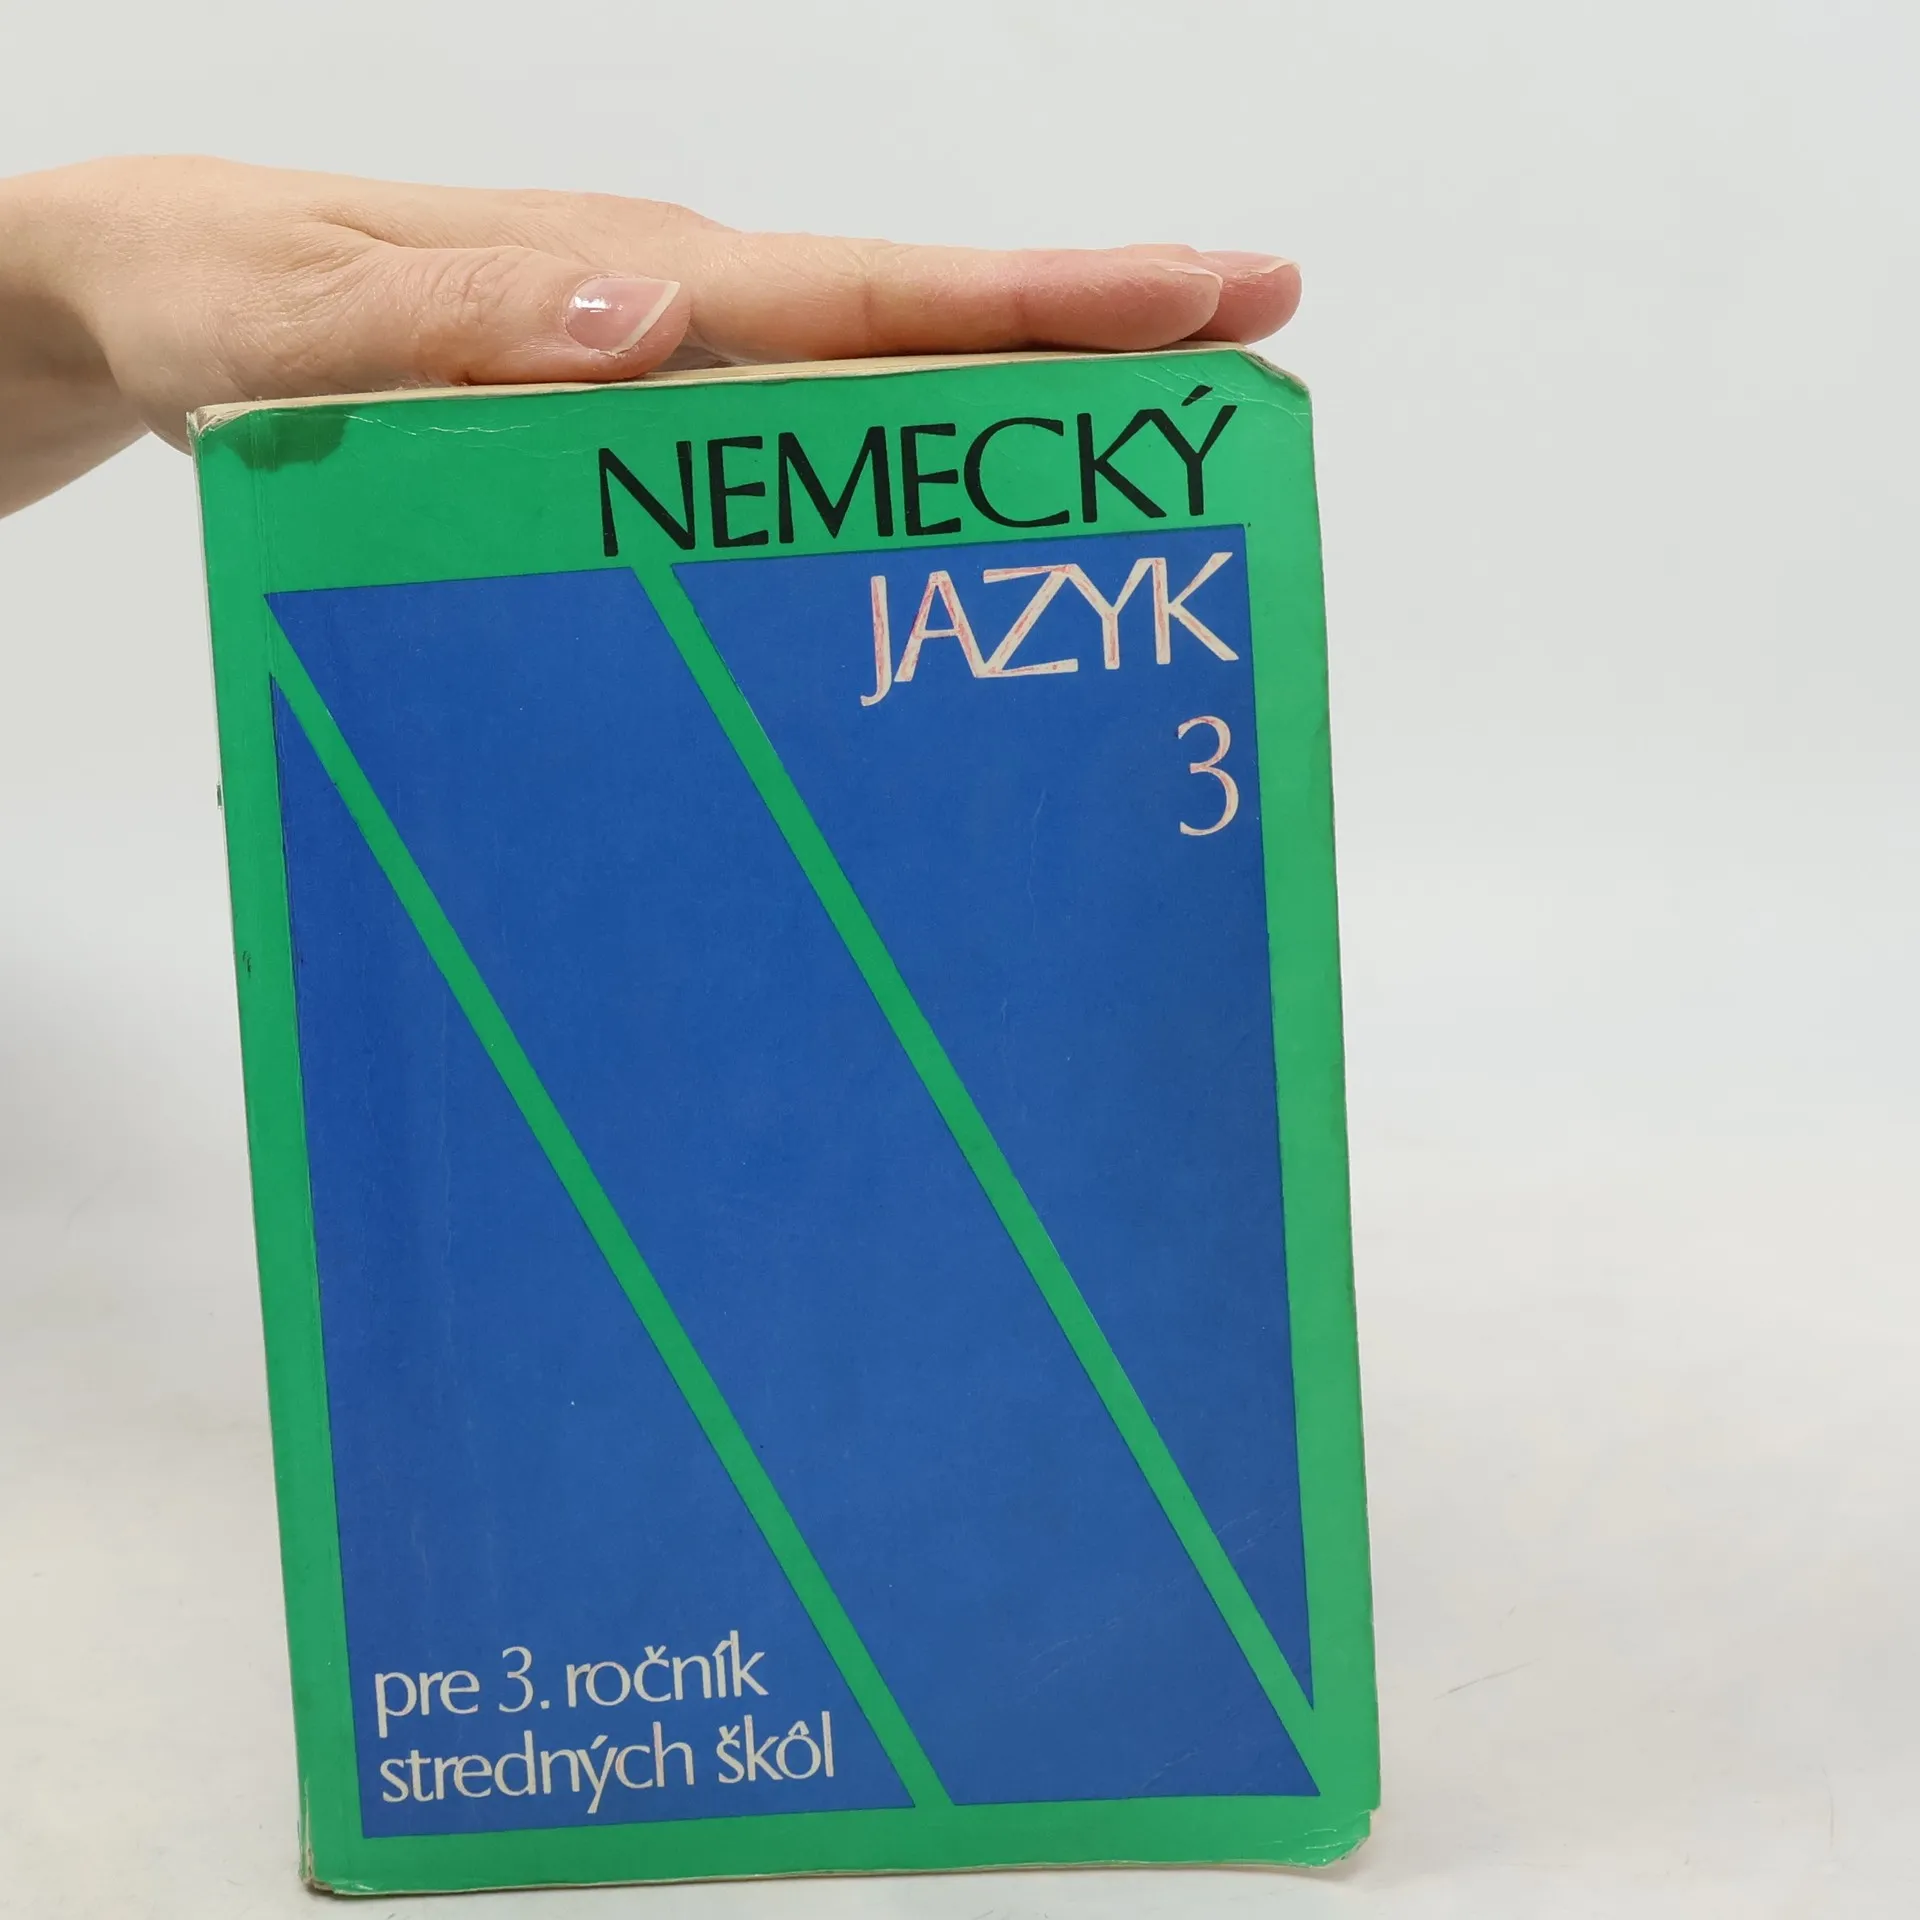 NEMECKÝ
JAZYK
3
pre 3. ročník
stredných škôl